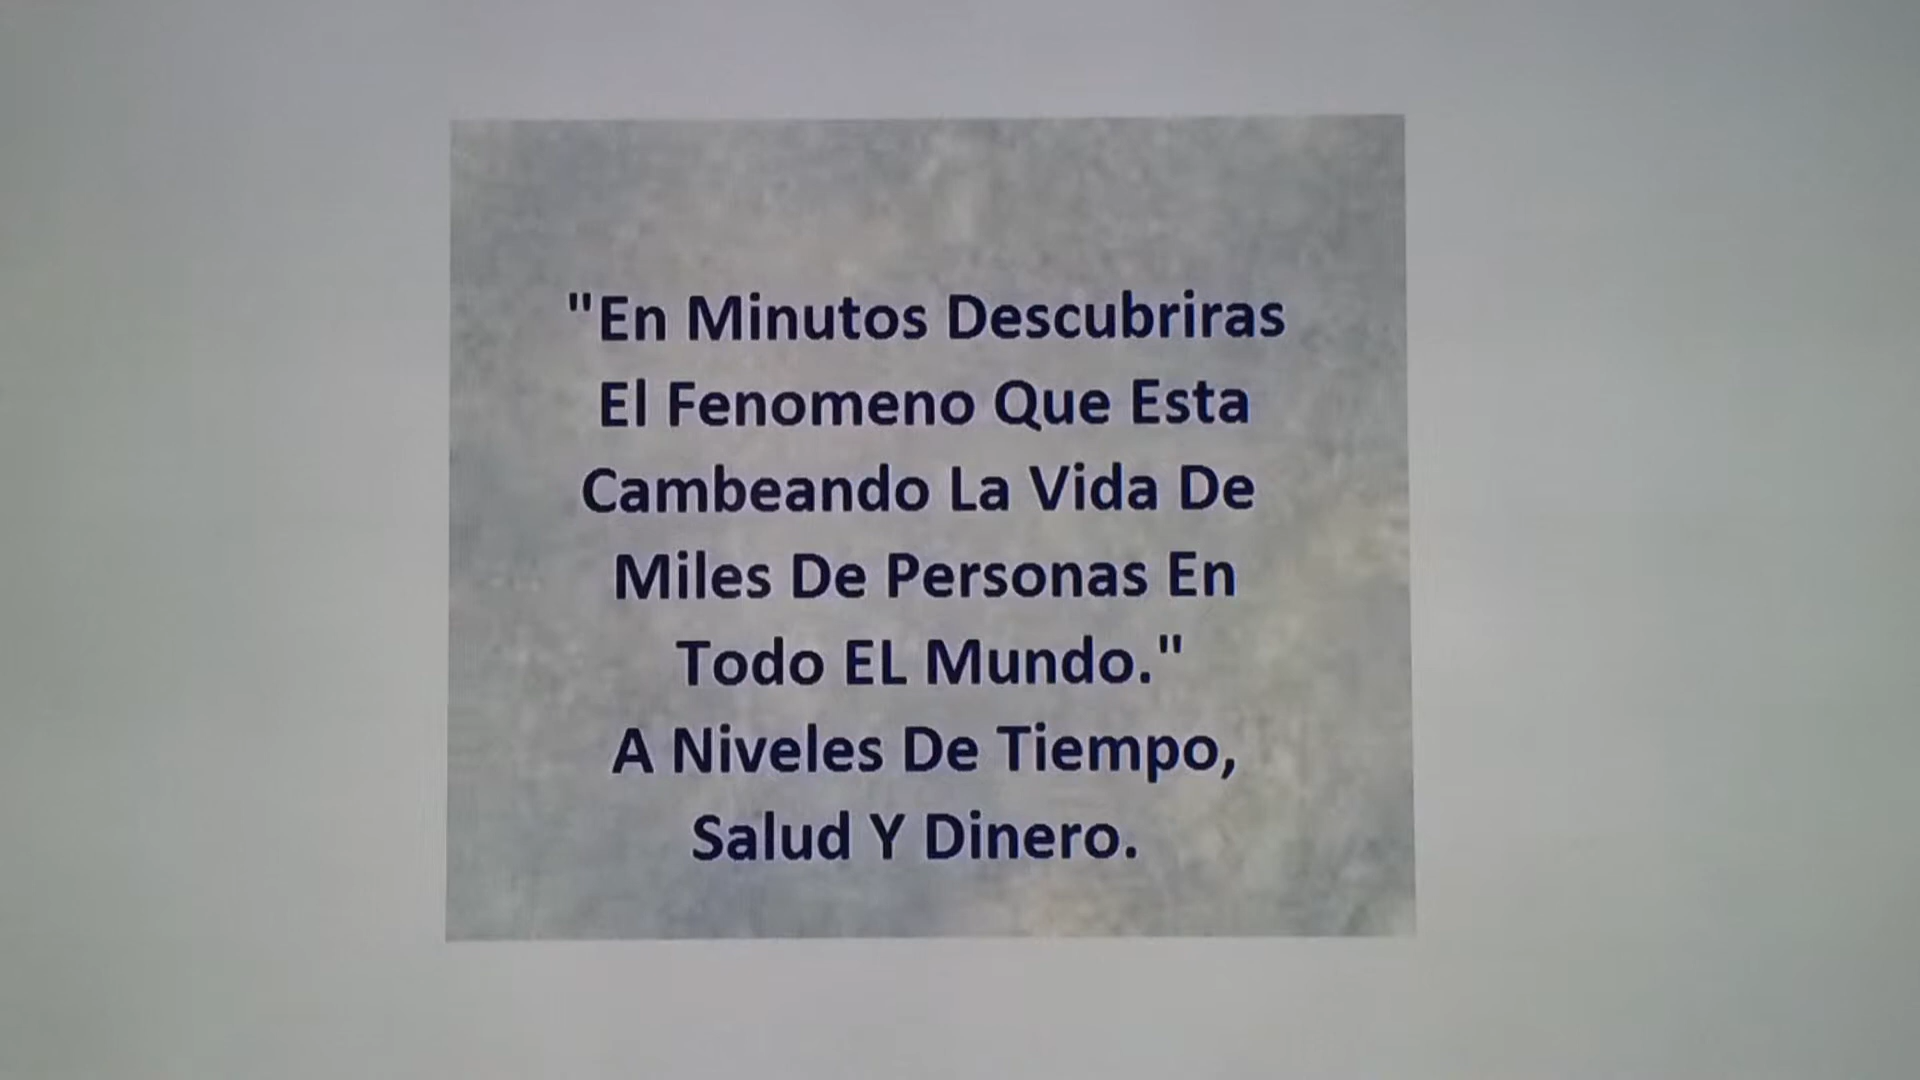 "En Minutos Descubriras
El Fenomeno Que Esta
Cambeando La Vida De
Miles De Personas En
Todo EL Mundo."
A Niveles De Tiempo,
Salud Y Dinero.